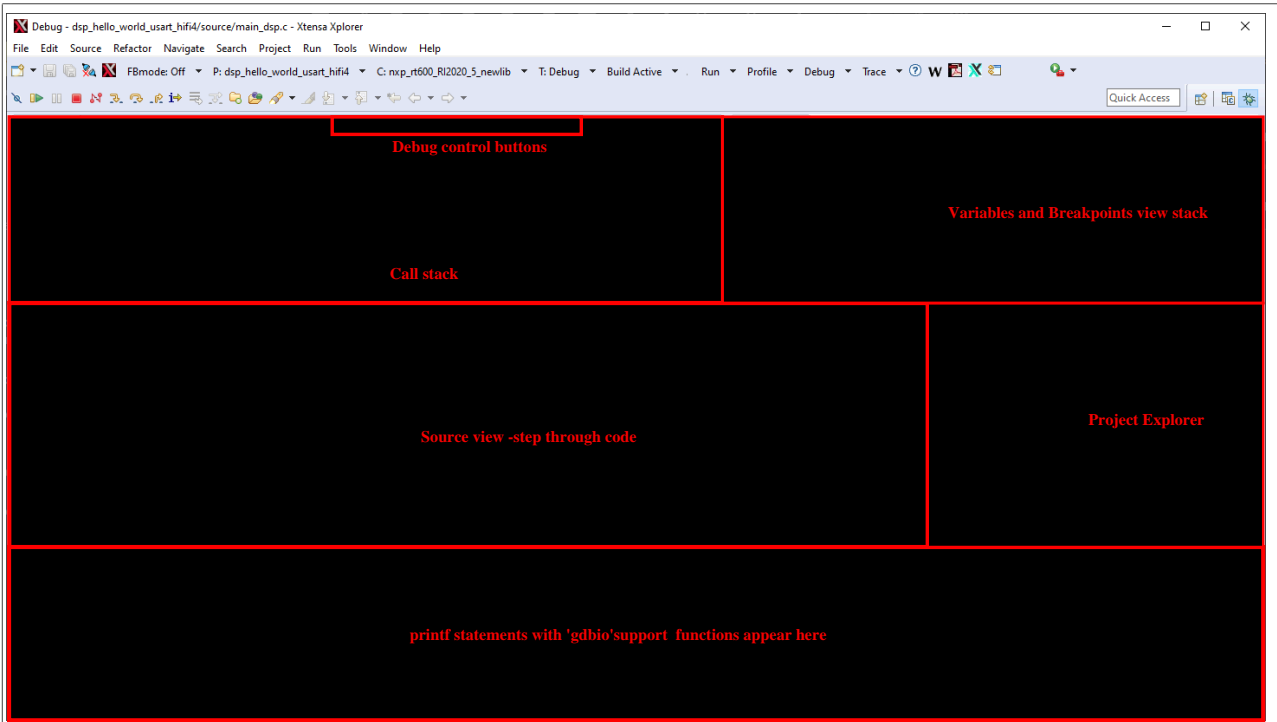 Debug - dsp_hello_world_usart_hifi4/source/main_dsp.c - Xtensa Xplorer
File Edit Source Refactor Navigate Search Project Run Tools Window Help
FBmode: Off P: dsp_hello_world_usart_hifi4 C: nxp_rt600_RI2020_5_newlib T: Debug Build Active Run Profile Debug Trace W
Quick Access
Debug control buttons
Variables and Breakpoints view stack
Call stack
Project Explorer
Source view -step through code
printf statements with 'gdbio'support functions appear here